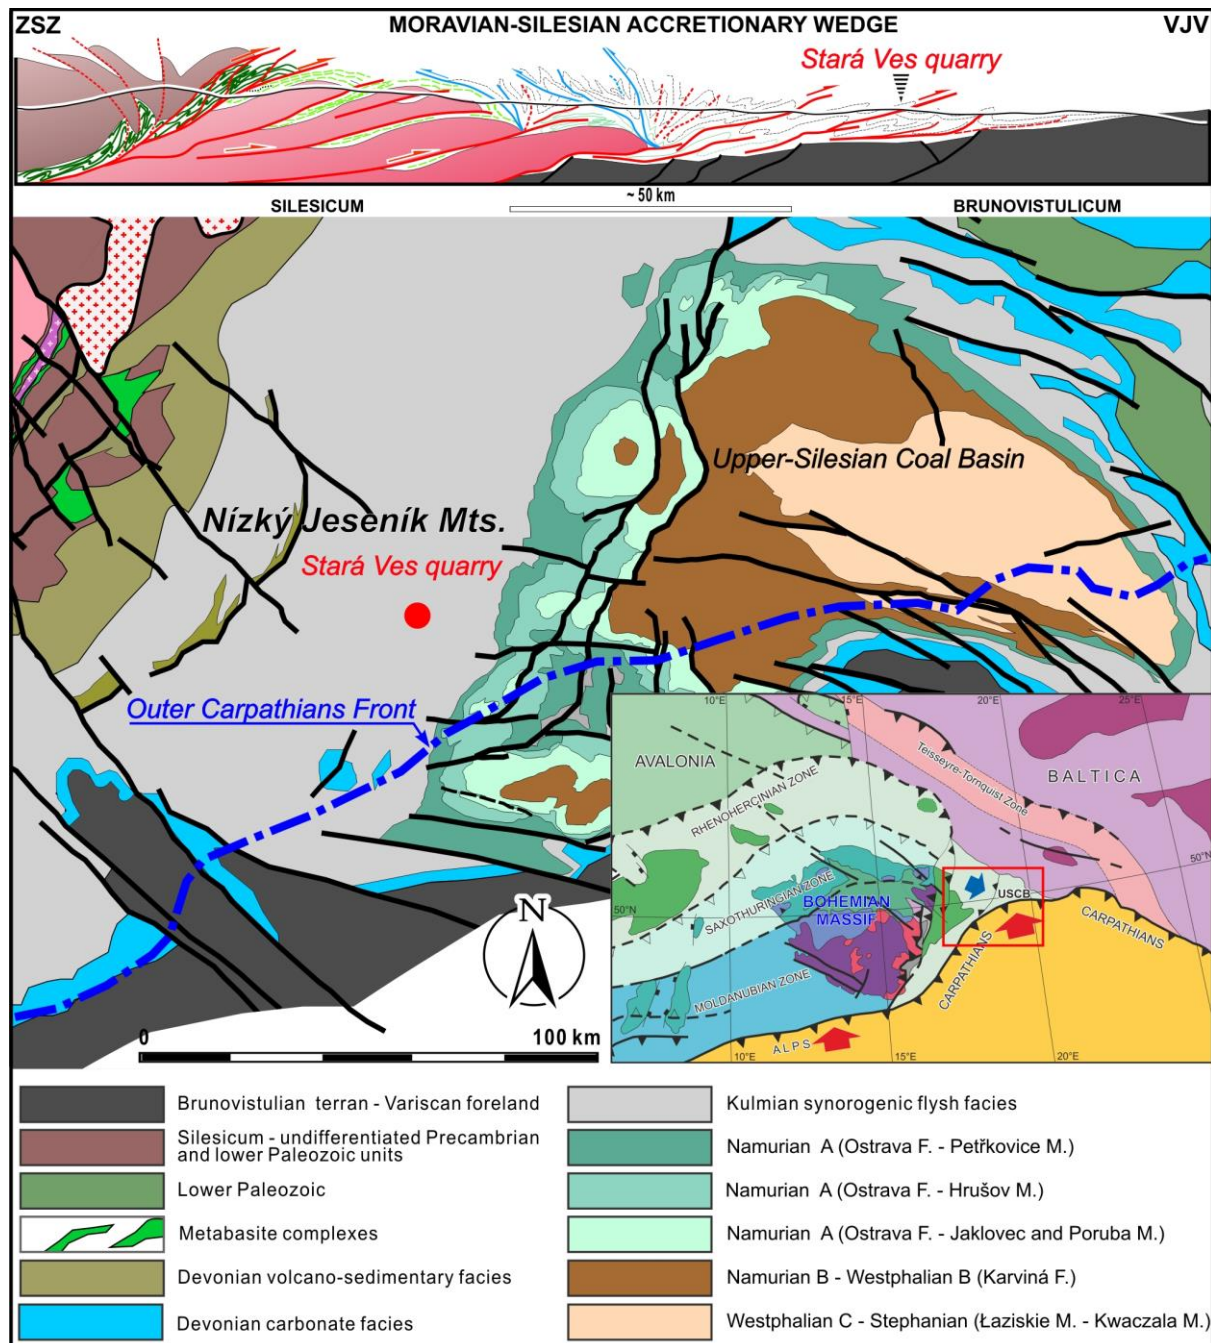 ZSZ MORAVIAN-SILESIAN ACCRETIONARY WEDGE VJV
Stará Ves quarry
~ 50 km
SILESICUM BRUNOVISTULICUM
Upper-Silesian Coal Basin
Nízký Jeseník Mts.
Stará Ves quarry
Outer Carpathians Front
N
0 100 km
10°E 15°E 20°E 25°E
AVALONIA
BALTICA
Teisseyre-Tornquist Zone
RHENOHERCINIAN ZONE
50°N
SAXOTHURINGIAN ZONE
BOHEMIAN
MASSIF
USCB
50°N
CARPATHIANS
CARPATHIANS
MOLDANUBIAN ZONE
ALPS
10°E 15°E 20°E
Brunovistulian terran - Variscan foreland
Silesicum - undifferentiated Precambrian
and lower Paleozoic units
Lower Paleozoic
Metabasite complexes
Devonian volcano-sedimentary facies
Devonian carbonate facies
Kulmian synorogenic flysh facies
Namurian A (Ostrava F. - Petřkovice M.)
Namurian A (Ostrava F. - Hrušov M.)
Namurian A (Ostrava F. - Jaklovec and Poruba M.)
Namurian B - Westphalian B (Karviná F.)
Westphalian C - Stephanian (Łaziskie M. - Kwaczala M.)